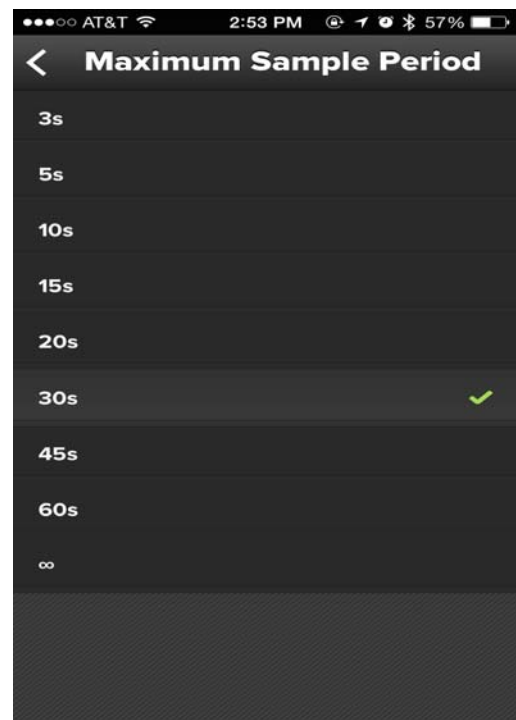 AT&T 2:53 PM 57%
Maximum Sample Period
3s
5s
10s
15s
20s
30s
45s
60s
∞